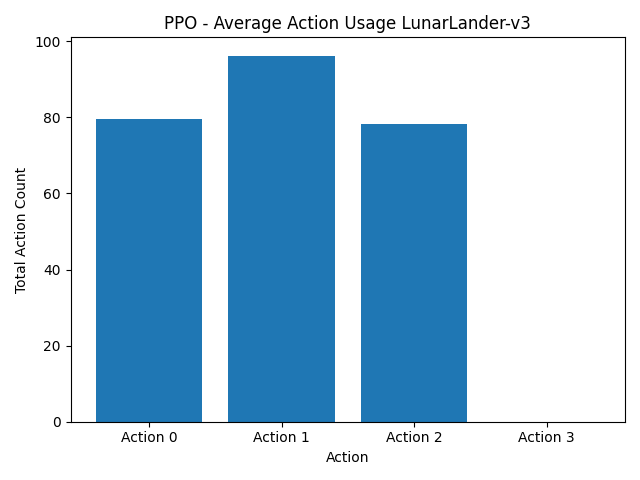 PPO - Average Action Usage LunarLander-v3
100
80
60
40
20
0
Total Action Count
Action 0 Action 1 Action 2 Action 3
Action